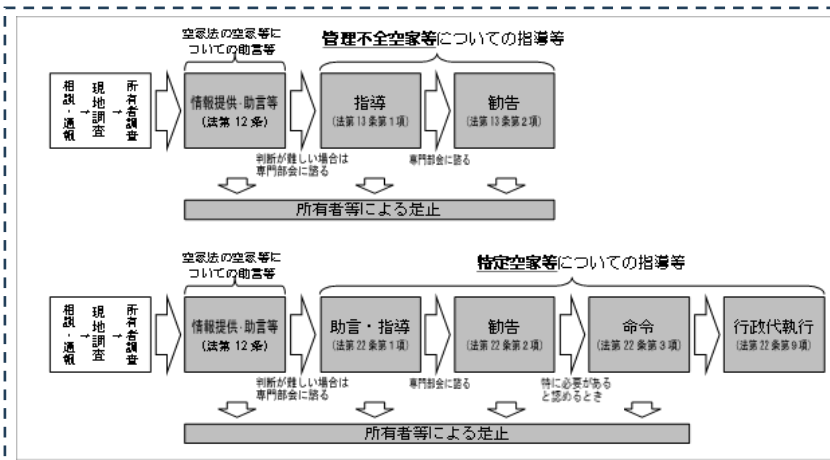 空家法の空家等に
ついての助言等
管理不全空家等についての指導等
相談・通報
→
現地調査
→
所有者調査
情報提供・助言等
(法第12条)
指導
(法第13条第1項)
勧告
(法第13条第2項)
判断が難しい場合は
専門部会に諮る
専門部会に諮る
所有者等による是正
空家法の空家等に
ついての助言等
特定空家等についての指導等
相談・通報
→
現地調査
→
所有者調査
情報提供・助言等
(法第12条)
助言・指導
(法第22条第1項)
勧告
(法第22条第2項)
命令
(法第22条第3項)
行政代執行
(法第22条第9項)
判断が難しい場合は
専門部会に諮る
専門部会に諮る
特に必要がある
と認めるとき
所有者等による是正